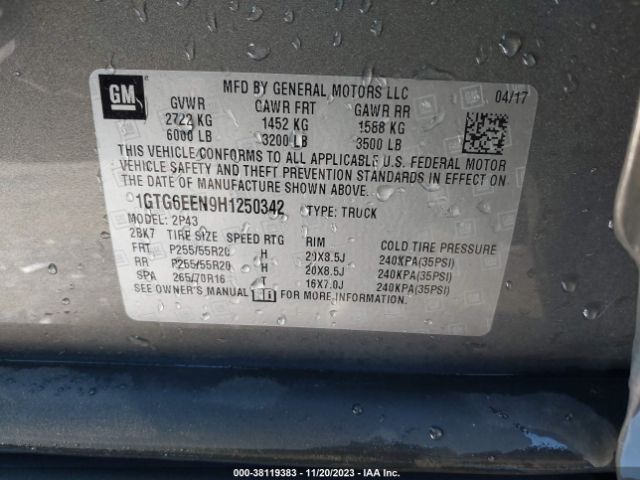 GM
MFD BY GENERAL MOTORS LLC
04/17
GVWR GAWR FRT GAWR RR
2722 KG 1452 KG 1588 KG
6000 LB 3200 LB 3500 LB
THIS VEHICLE CONFORMS TO ALL APPLICABLE U.S. FEDERAL MOTOR
VEHICLE SAFETY AND THEFT PREVENTION STANDARDS IN EFFECT ON
THE DATE OF MANUFACTURE SHOWN ABOVE.
1GTG6EEN9H1250342 TYPE: TRUCK
MODEL: 2P43
2BK7 TIRE SIZE SPEED RTG RIM COLD TIRE PRESSURE
FRT P255/55R20 H 20X8.5J 240KPA(35PSI)
RR P255/55R20 H 20X8.5J 240KPA(35PSI)
SPA 265/70R16 T 16X7.0J 240KPA(35PSI)
SEE OWNER'S MANUAL FOR MORE INFORMATION.
000-38119383 - 11/20/2023 - IAA Inc.